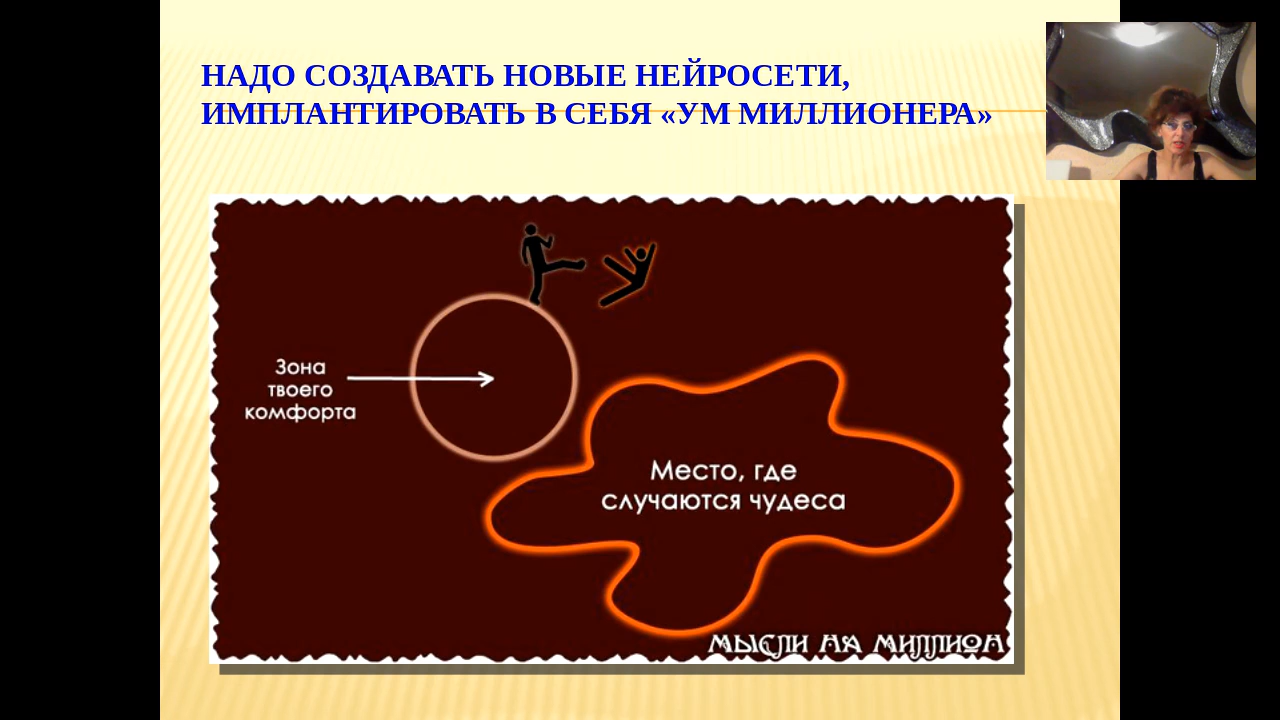 НАДО СОЗДАВАТЬ НОВЫЕ НЕЙРОСЕТИ,
ИМПЛАНТИРОВАТЬ В СЕБЯ «УМ МИЛЛИОНЕРА»
Зона
твоего
комфорта
Место, где
случаются чудеса
МЫСЛИ НА МИЛЛИОН